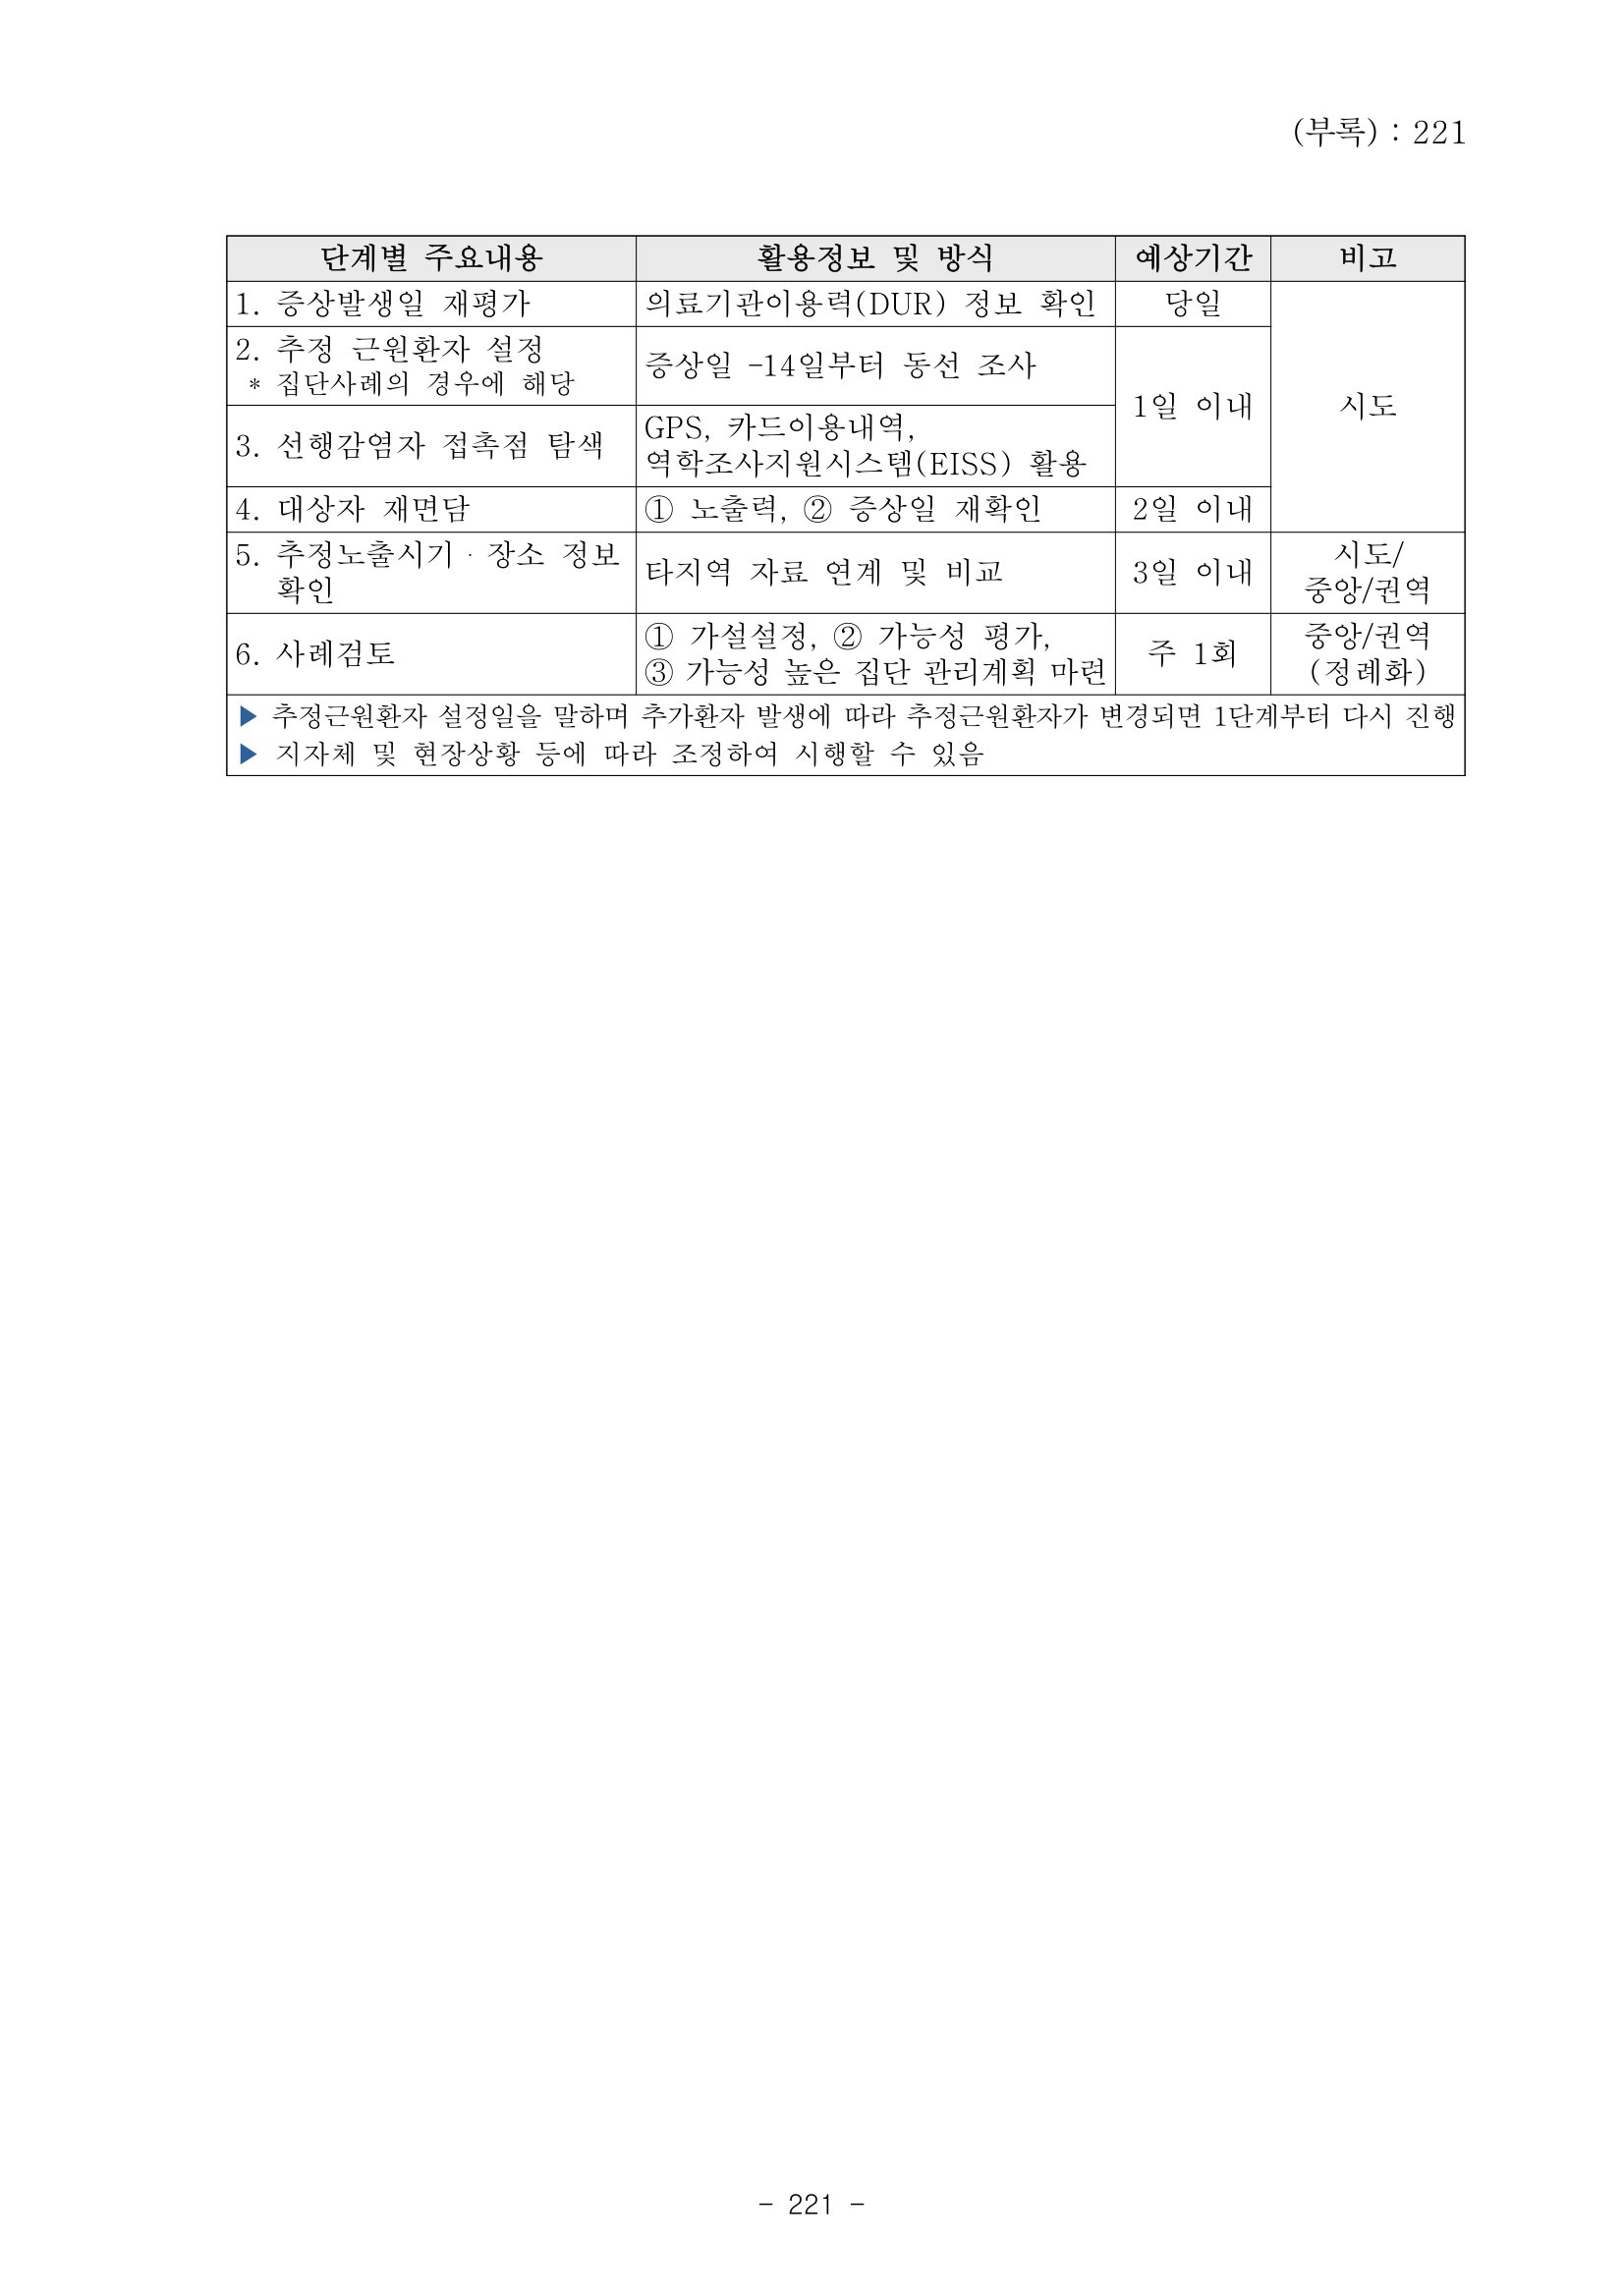 (부록) : 221
단계별 주요내용 활용정보 및 방식 예상기간 비고
1. 증상발생일 재평가 의료기관이용력(DUR) 정보 확인 당일
2. 추정 근원환자 설정
* 집단사례의 경우에 해당
증상일 -14일부터 동선 조사
1일 이내
시도
3. 선행감염자 접촉점 탐색
GPS, 카드이용내역,
역학조사지원시스템(EISS) 활용
4. 대상자 재면담 ① 노출력, ② 증상일 재확인 2일 이내
5. 추정노출시기 · 장소 정보
확인
타지역 자료 연계 및 비교
3일 이내
시도/
중앙/권역
6. 사례검토
① 가설설정, ② 가능성 평가,
③ 가능성 높은 집단 관리계획 마련
주 1회
중앙/권역
(정례화)
▶ 추정근원환자 설정일을 말하며 추가환자 발생에 따라 추정근원환자가 변경되면 1단계부터 다시 진행
▶ 지자체 및 현장상황 등에 따라 조정하여 시행할 수 있음
- 221 -